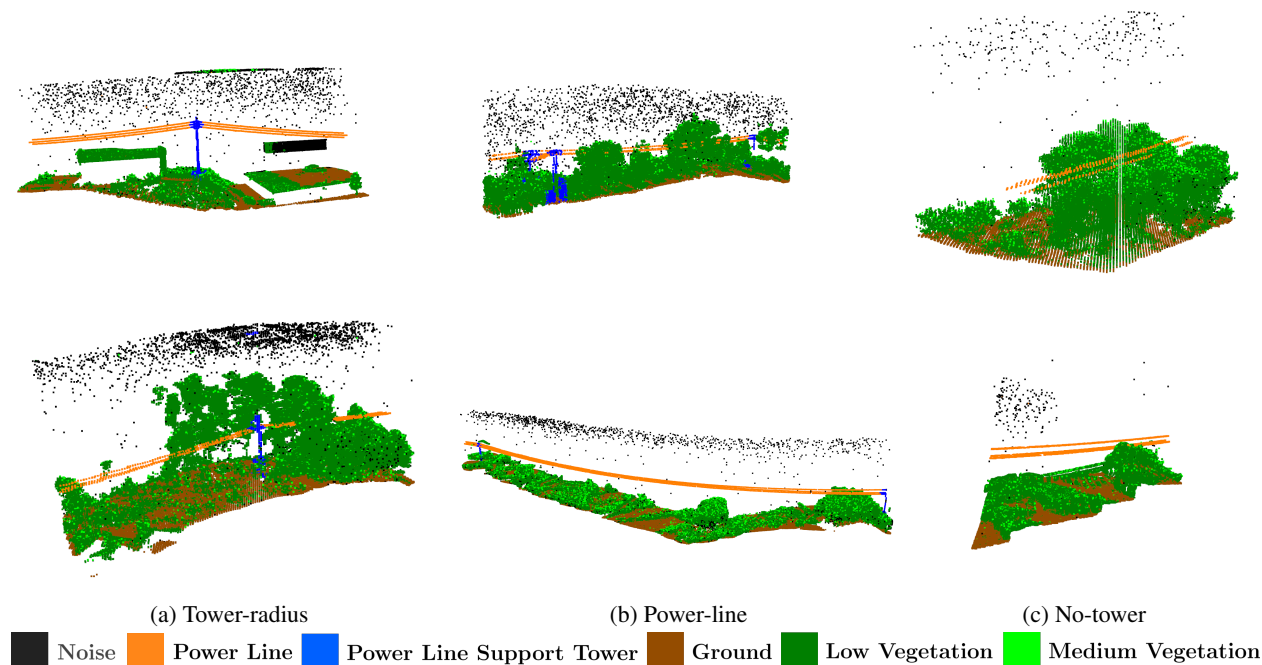 (a) Tower-radius
(b) Power-line
(c) No-tower
Noise Power Line Power Line Support Tower Ground Low Vegetation Medium Vegetation